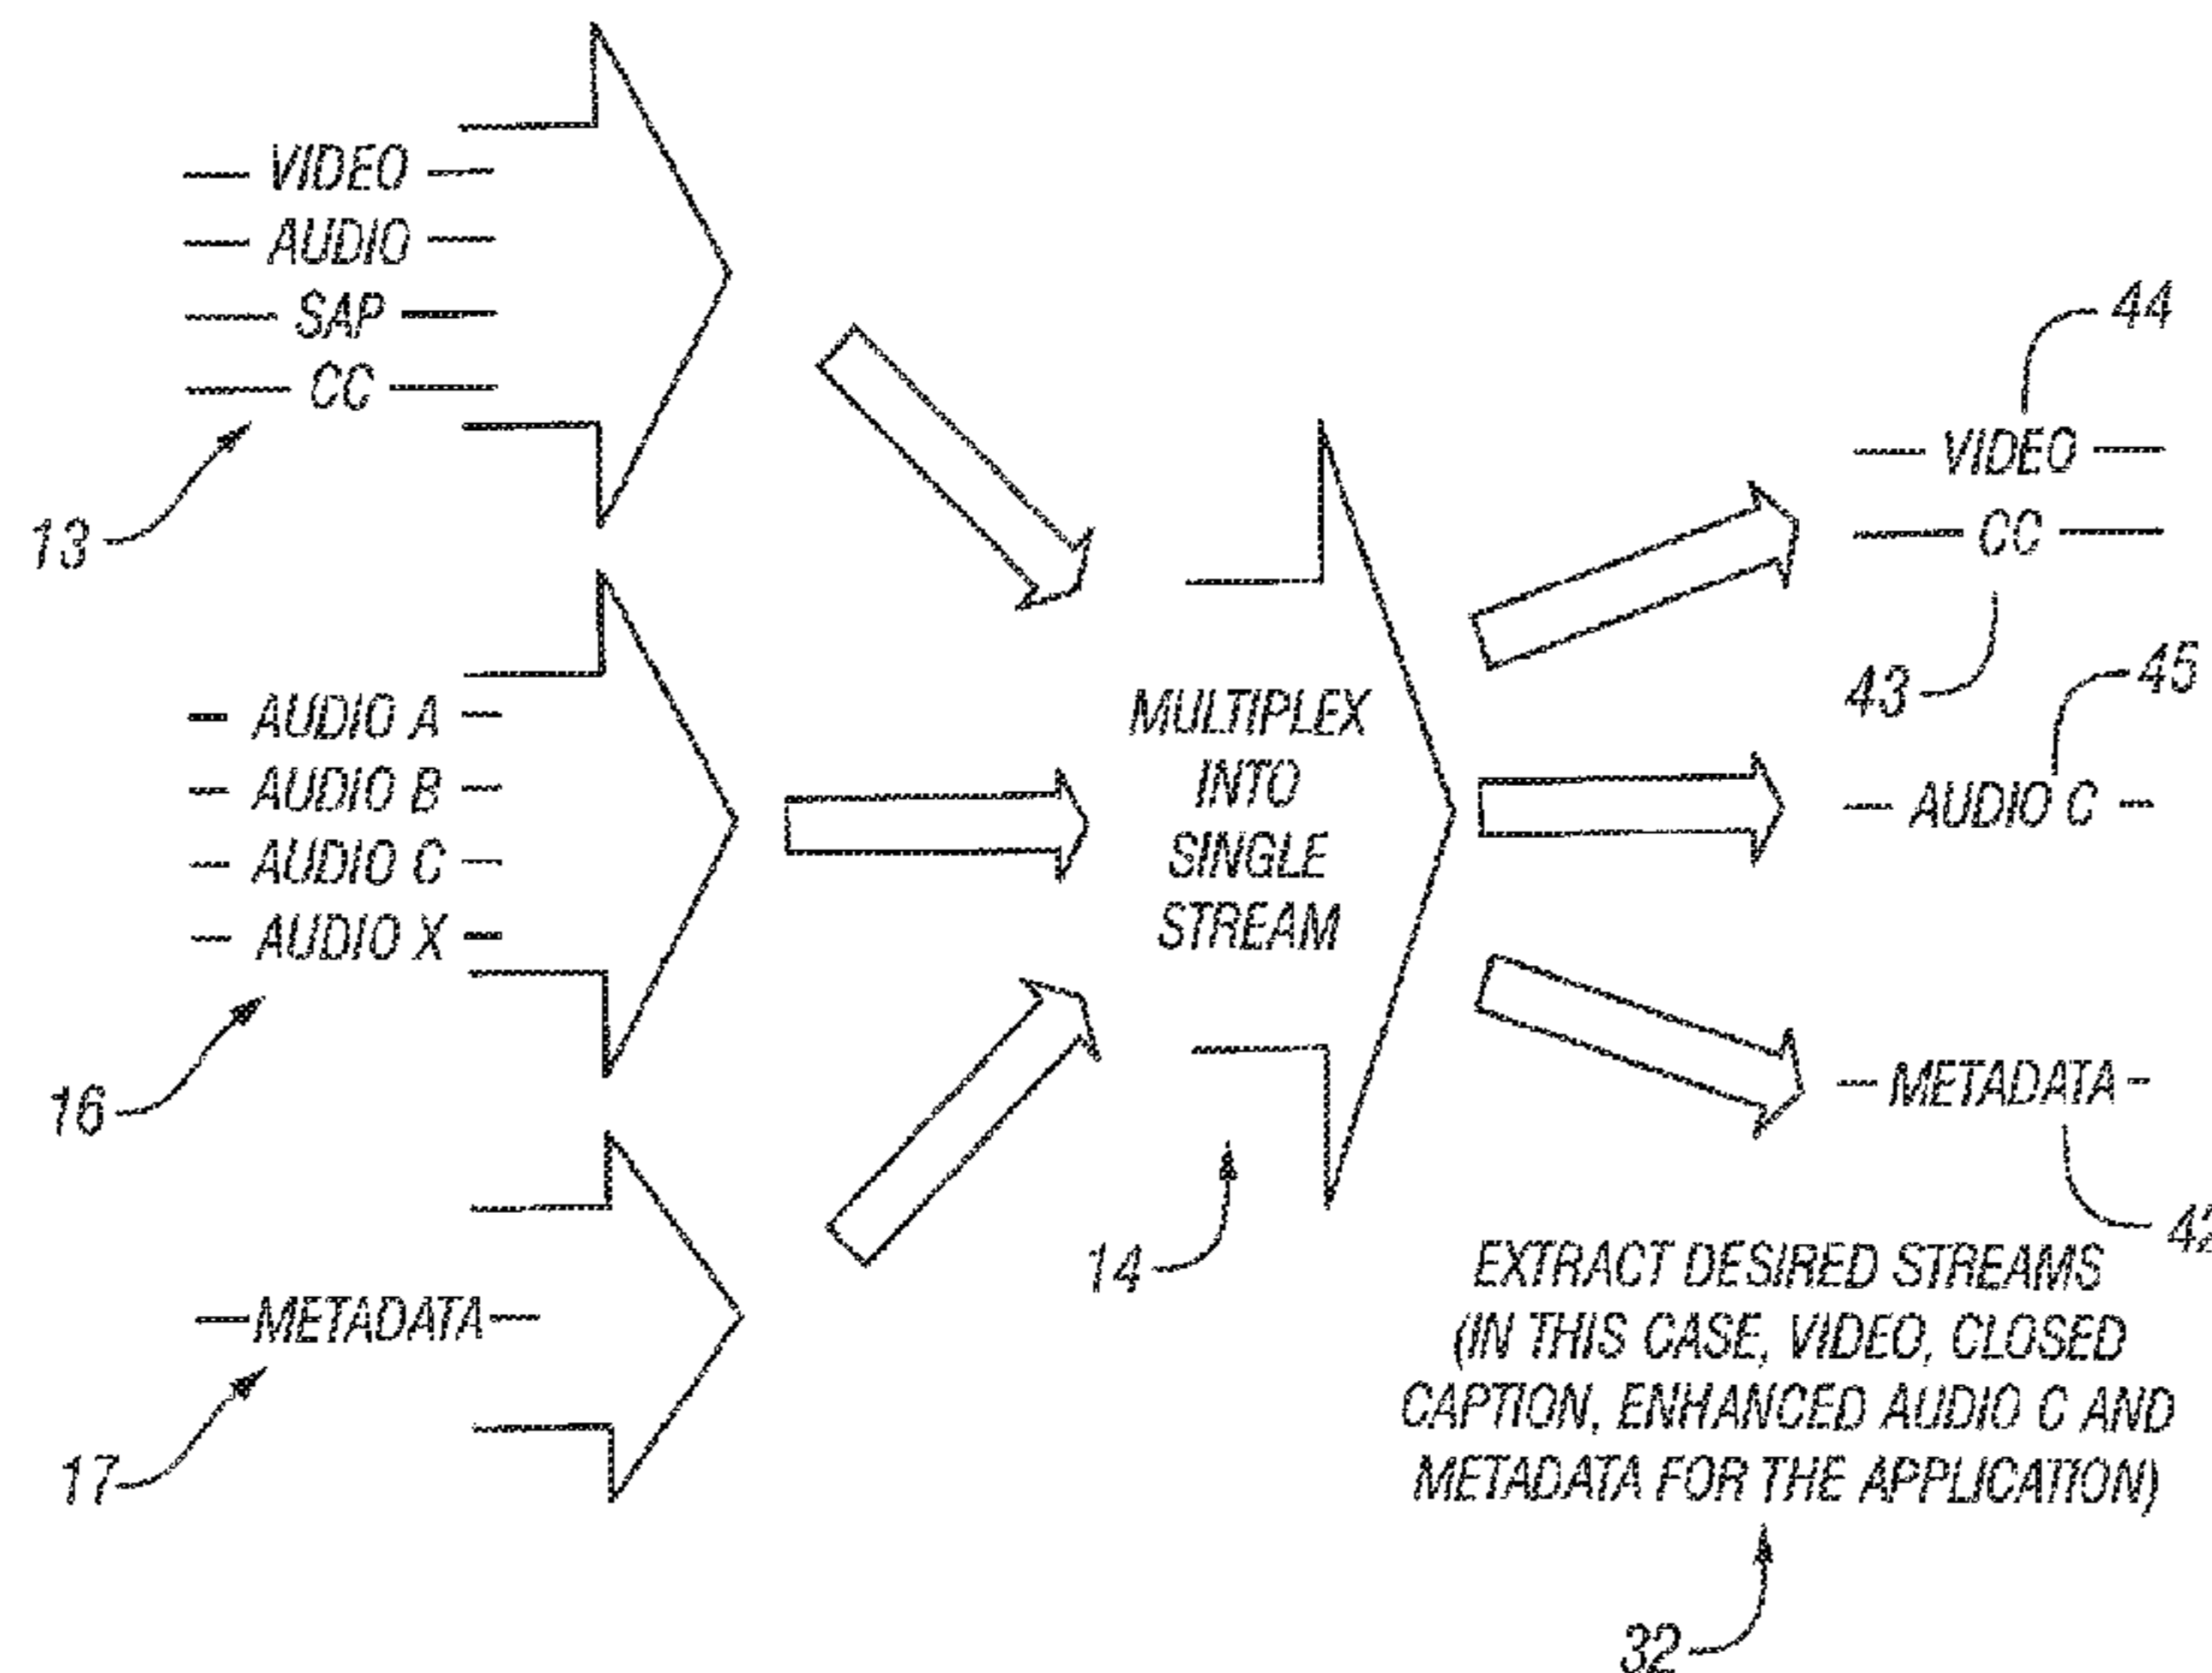 VIDEO
AUDIO
SAP
CC
13
AUDIO A
AUDIO B
AUDIO C
AUDIO X
16
METADATA
17
MULTIPLEX
INTO
SINGLE
STREAM
14
44
VIDEO
CC
43
45
AUDIO C
METADATA
42
EXTRACT DESIRED STREAMS
(IN THIS CASE, VIDEO, CLOSED
CAPTION, ENHANCED AUDIO C AND
METADATA FOR THE APPLICATION)
32